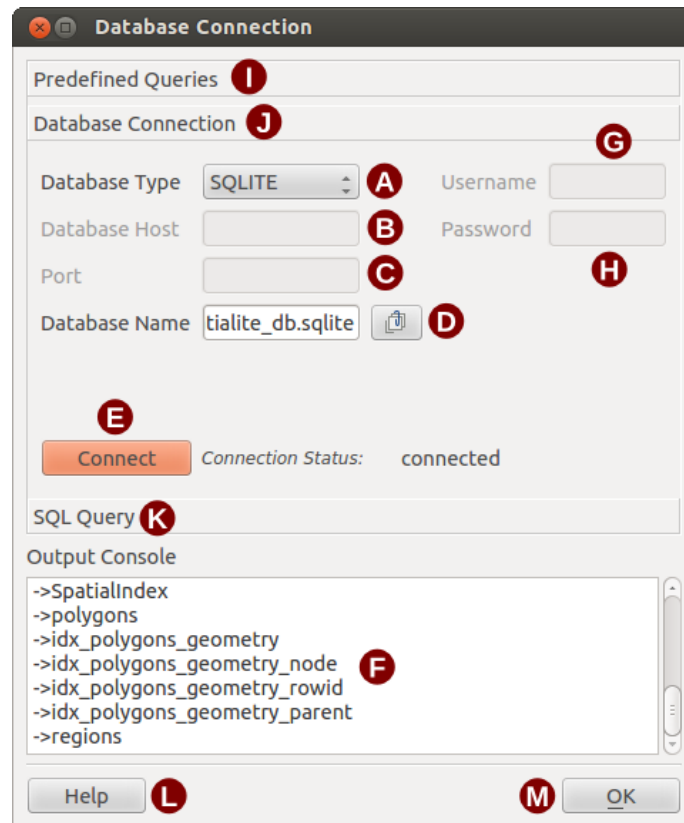 Database Connection
Predefined Queries I
Database Connection J
G
Database Type SQLITE A Username
Database Host B Password
Port C H
Database Name tialite_db.sqlite D
E
Connect Connection Status: connected
SQL Query K
Output Console
->SpatialIndex
->polygons
->idx_polygons_geometry
->idx_polygons_geometry_node F
->idx_polygons_geometry_rowid
->idx_polygons_geometry_parent
->regions
Help L M OK